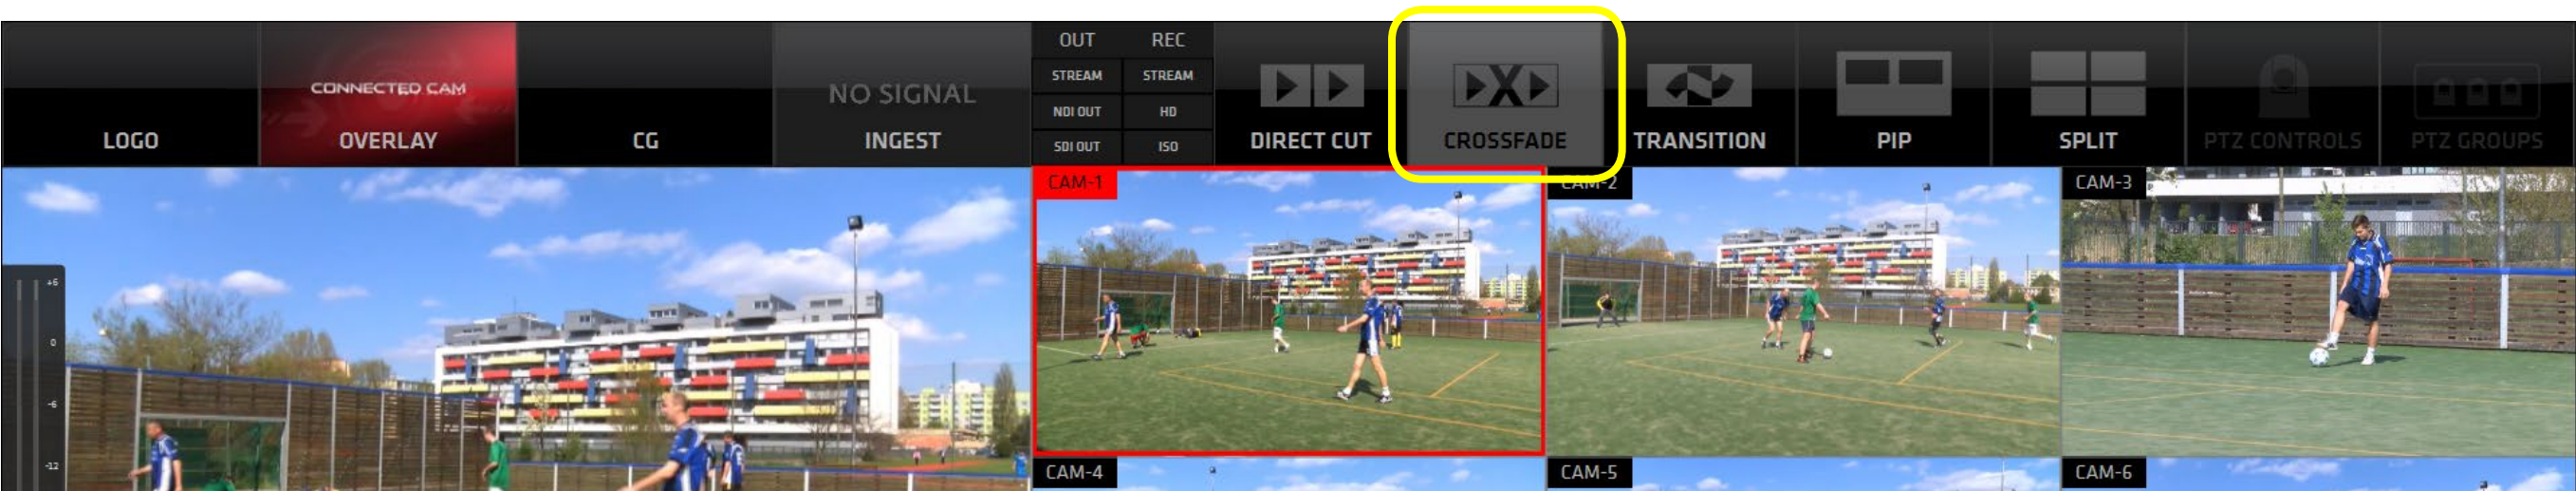 LOGO
CONNECTED CAM
OVERLAY
CG
NO SIGNAL
INGEST
OUT REC
STREAM STREAM
NDI OUT HD
SDI OUT ISO
DIRECT CUT
CROSSFADE
TRANSITION
PIP
SPLIT
PTZ CONTROLS
PTZ GROUPS
+6
0
-6
-12
CAM-1
CAM-2
CAM-3
CAM-4
CAM-5
CAM-6